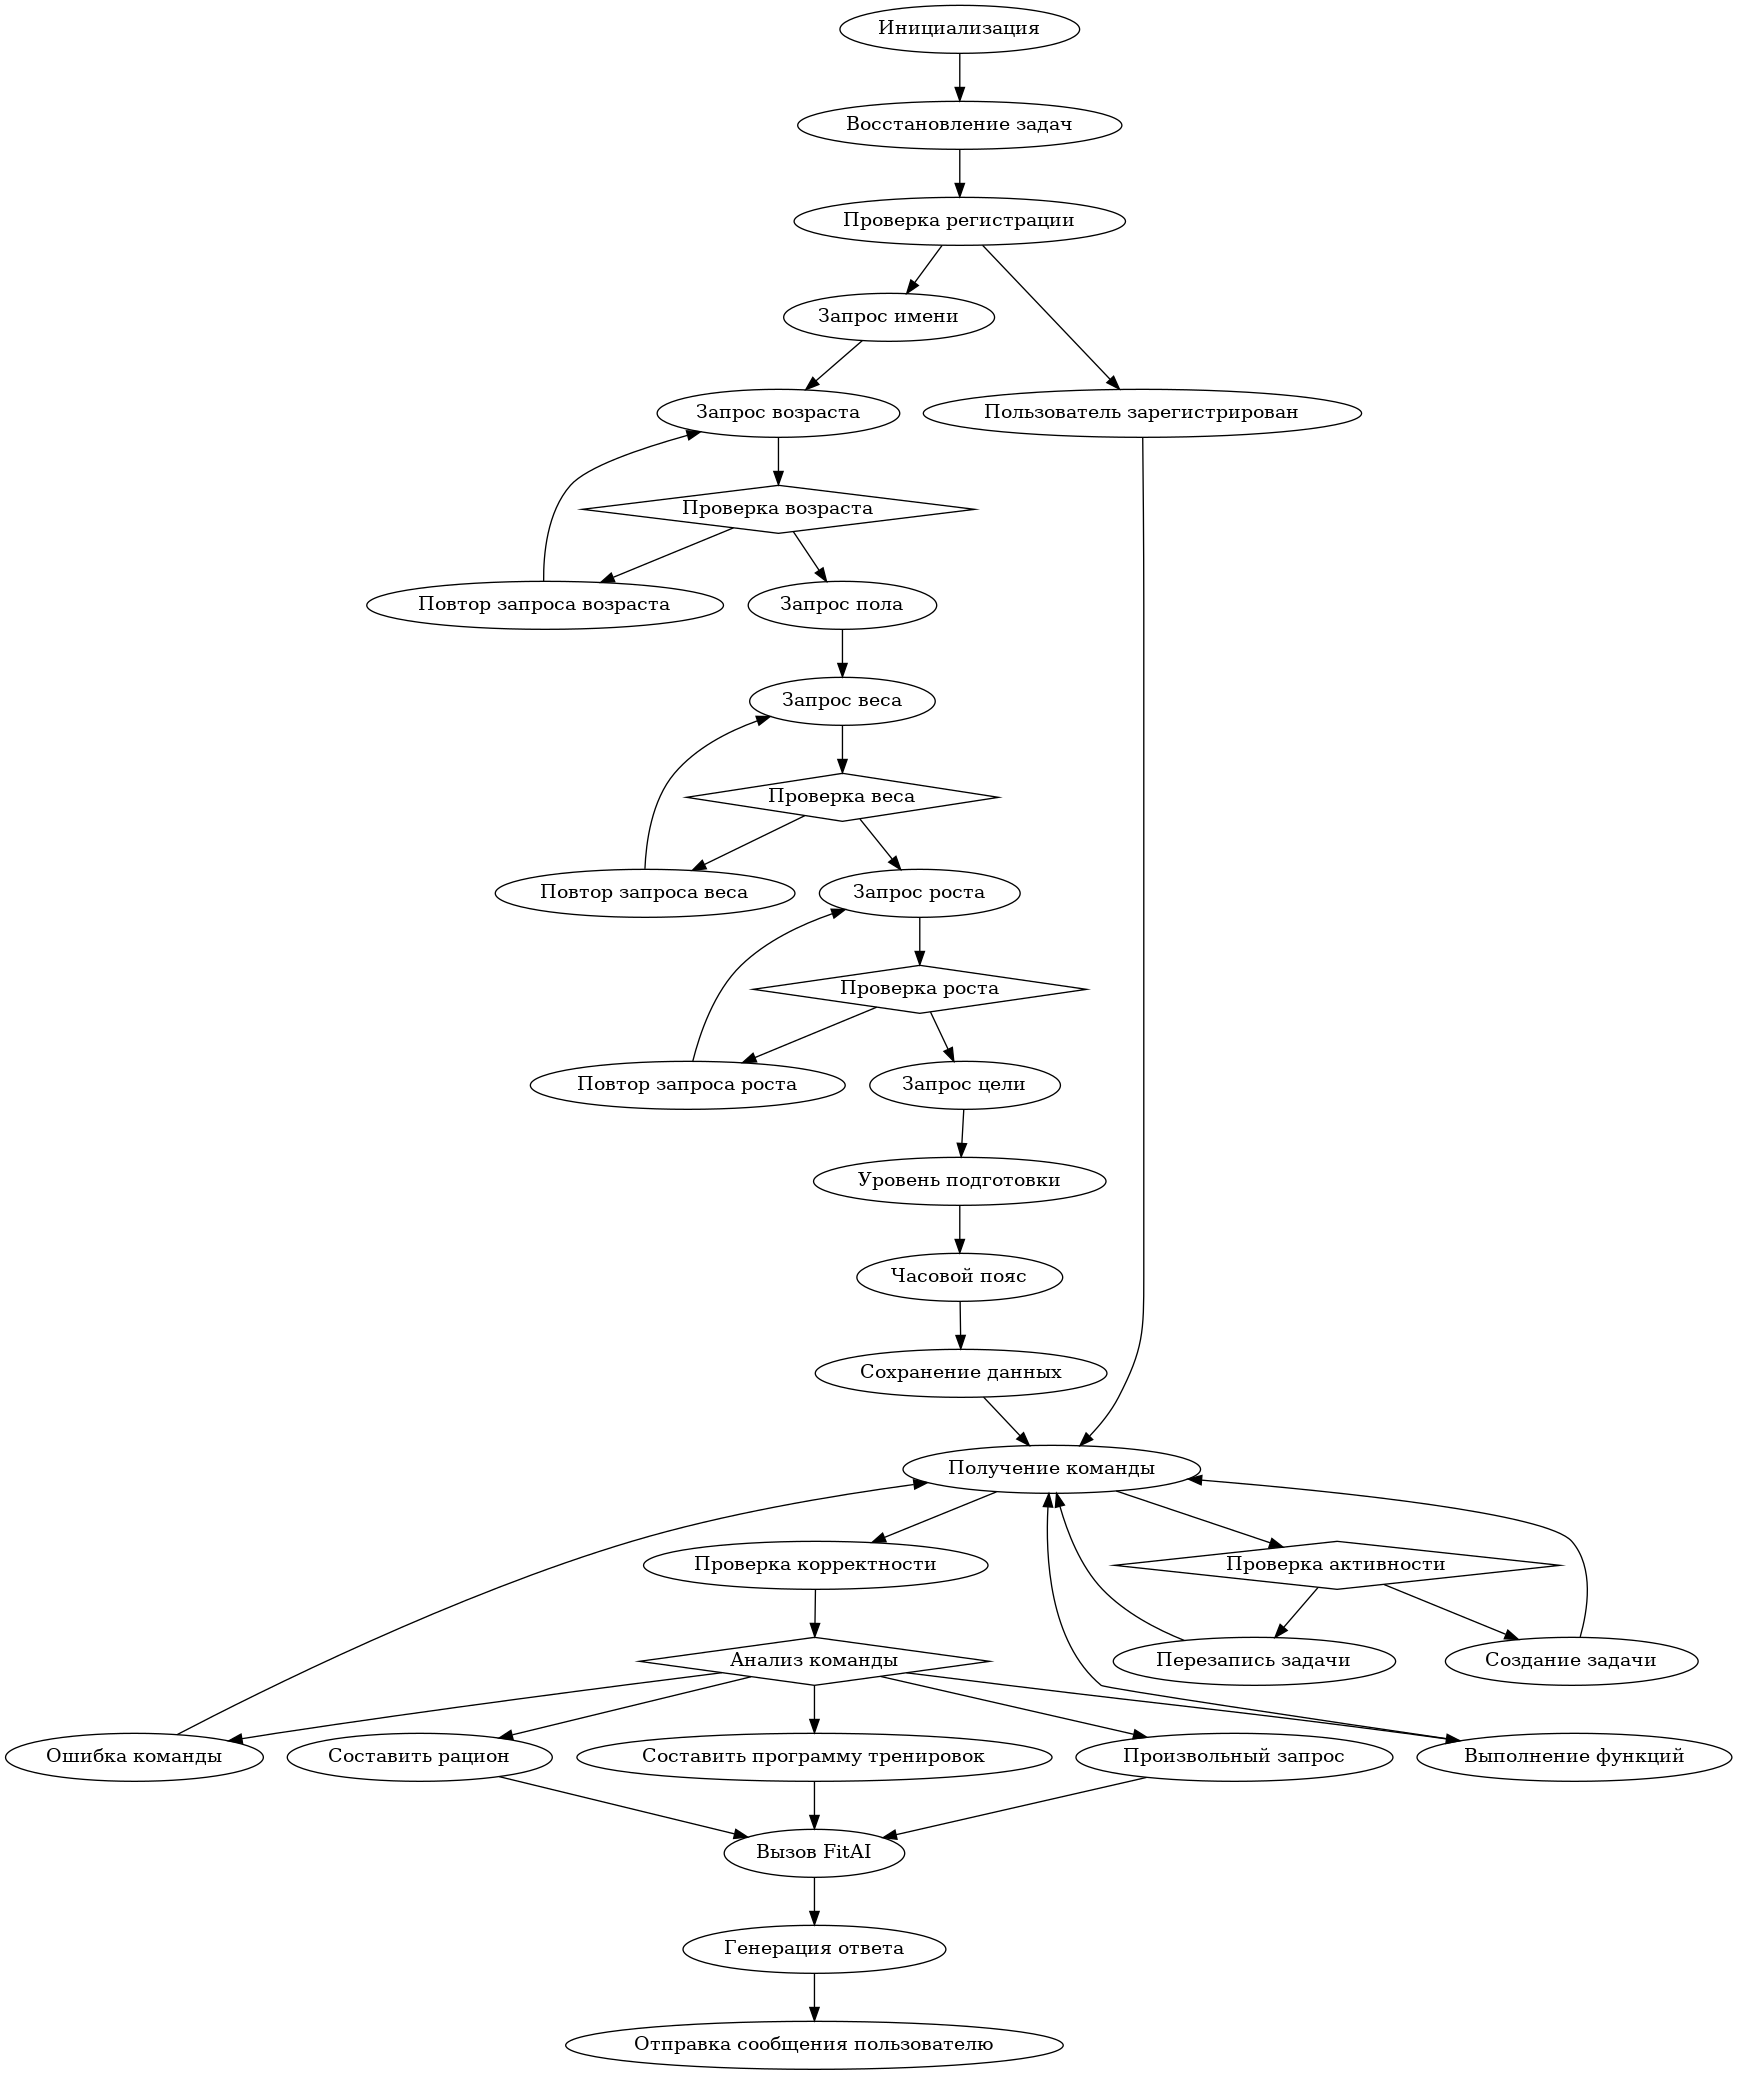 Инициализация
Восстановление задач
Проверка регистрации
Запрос имени
Запрос возраста
Пользователь зарегистрирован
Проверка возраста
Повтор запроса возраста
Запрос пола
Запрос веса
Проверка веса
Повтор запроса веса
Запрос роста
Проверка роста
Повтор запроса роста
Запрос цели
Уровень подготовки
Часовой пояс
Сохранение данных
Получение команды
Проверка корректности
Проверка активности
Анализ команды
Перезапись задачи
Создание задачи
Ошибка команды
Составить рацион
Составить программу тренировок
Произвольный запрос
Выполнение функций
Вызов FitAI
Генерация ответа
Отправка сообщения пользователю